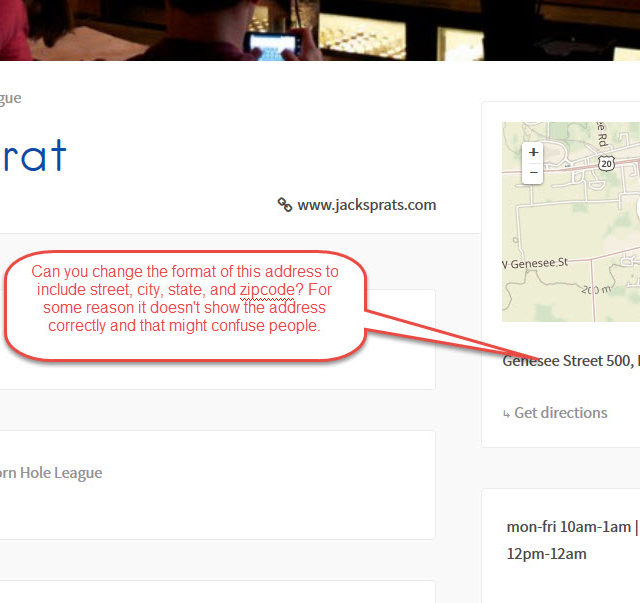 gue
rat
www.jacksprats.com
Can you change the format of this address to
include street, city, state, and zipcode? For
some reason it doesn't show the address
correctly and that might confuse people.
orn Hole League
e Rd
20
+
−
W Genesee St
200 m
Genesee Street 500,
Get directions
mon-fri 10am-1am |
12pm-12am